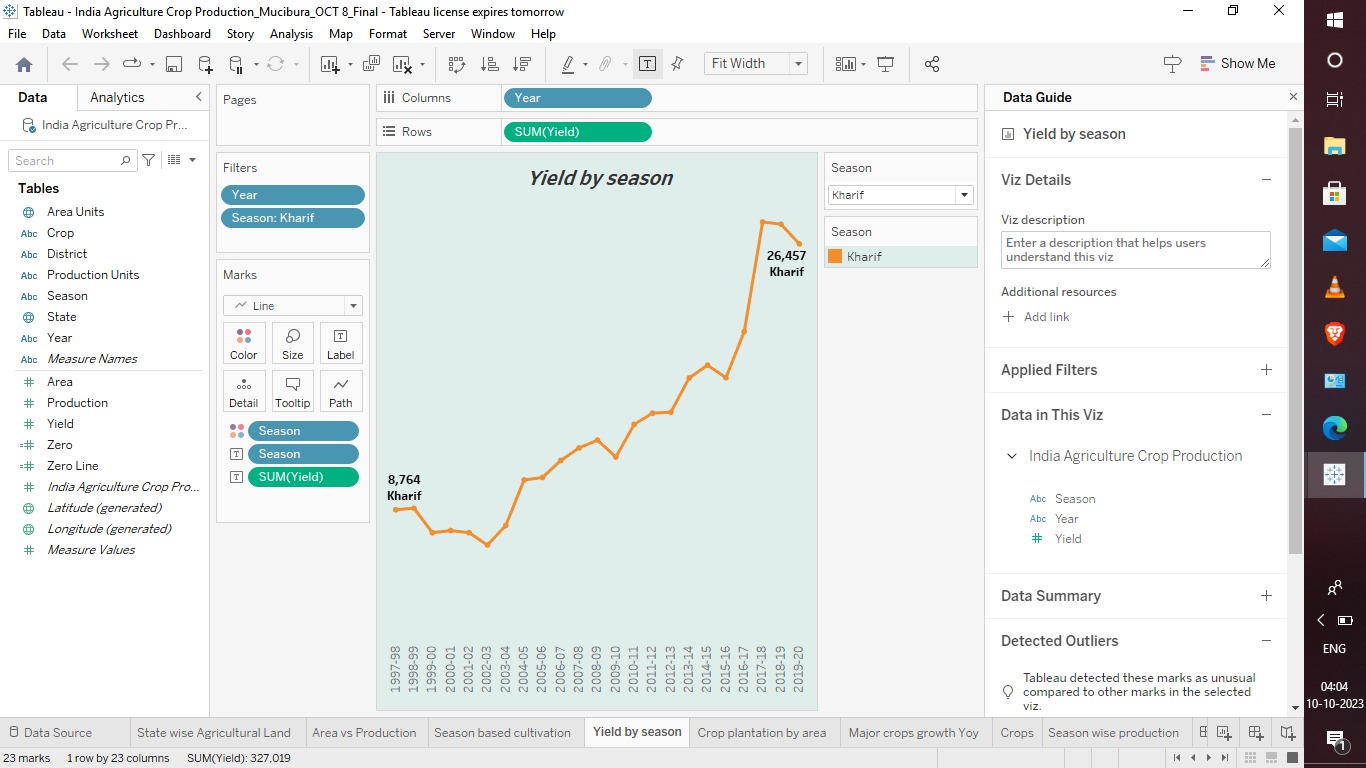 Tableau - India Agriculture Crop Production_Mucibura_OCT 8_Final - Tableau license expires tomorrow
File Data Worksheet Dashboard Story Analysis Map Format Server Window Help
Fit Width
Show Me
Data Analytics
India Agriculture Crop Pr...
Search
Tables
Area Units
Abc Crop
Abc District
Abc Production Units
Abc Season
State
Abc Year
Abc Measure Names
Area
Production
Yield
Zero
Zero Line
India Agriculture Crop Pro...
Latitude (generated)
Longitude (generated)
Measure Values
Pages
Filters
Year
Season: Kharif
Marks
Line
Color Size Label
Detail Tooltip Path
Season
Season
SUM(Yield)
Columns Year
Rows SUM(Yield)
Yield by season
26,457
Kharif
8,764
Kharif
1997-98
1998-99
1999-00
2000-01
2001-02
2002-03
2003-04
2004-05
2005-06
2006-07
2007-08
2008-09
2009-10
2010-11
2011-12
2012-13
2013-14
2014-15
2015-16
2016-17
2017-18
2018-19
2019-20
Season
Kharif
Season
Kharif
Data Guide
Yield by season
Viz Details
Viz description
Enter a description that helps users
understand this viz
Additional resources
Add link
Applied Filters
Data in This Viz
India Agriculture Crop Production
Abc Season
Abc Year
Yield
Data Summary
Detected Outliers
Tableau detected these marks as unusual
compared to other marks in the selected
viz.
Data Source State wise Agricultural Land Area vs Production Season based cultivation Yield by season Crop plantation by area Major crops growth Yoy Crops Season wise production
23 marks 1 row by 23 columns SUM(Yield): 327,019
ENG
04:04
10-10-2023
1